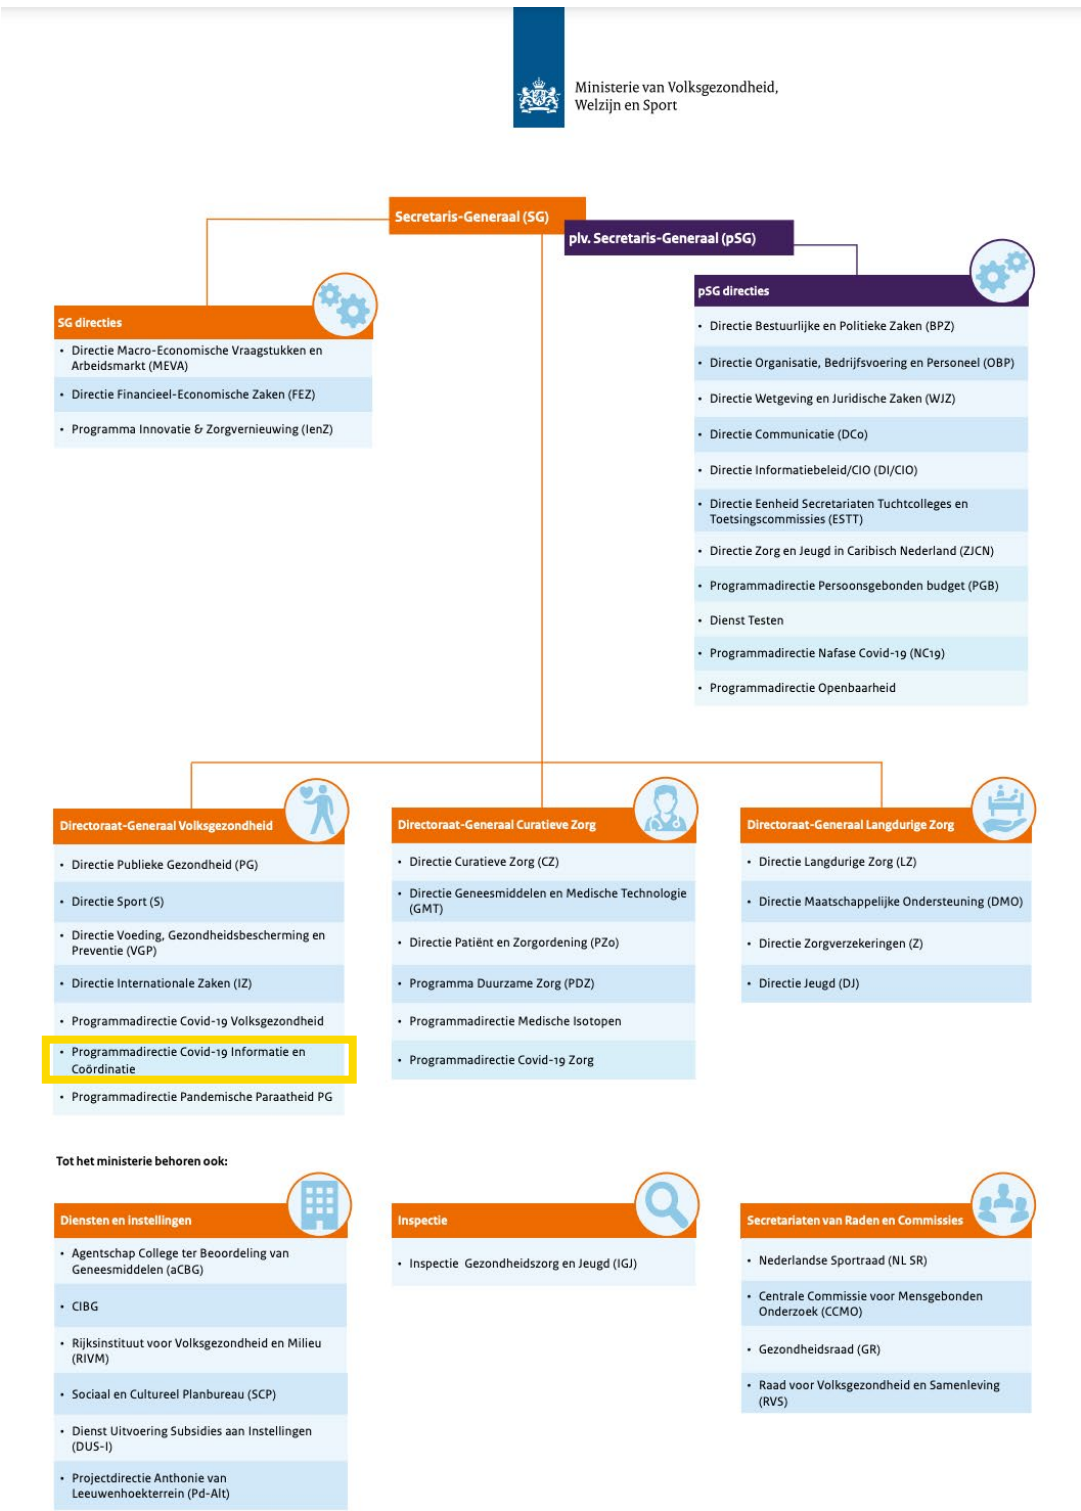 Ministerie van Volksgezondheid,
Welzijn en Sport
Secretaris-Generaal (SG)
plv. Secretaris-Generaal (pSG)
SG directies
• Directie Macro-Economische Vraagstukken en
Arbeidsmarkt (MEVA)
• Directie Financieel-Economische Zaken (FEZ)
• Programma Innovatie & Zorgvernieuwing (IenZ)
pSG directies
• Directie Bestuurlijke en Politieke Zaken (BPZ)
• Directie Organisatie, Bedrijfsvoering en Personeel (OBP)
• Directie Wetgeving en Juridische Zaken (WJZ)
• Directie Communicatie (DCo)
• Directie Informatiebeleid/CIO (DI/CIO)
• Directie Eenheid Secretariaten Tuchtcolleges en
Toetsingscommissies (ESTT)
• Directie Zorg en Jeugd in Caribisch Nederland (ZJCN)
• Programmadirectie Persoonsgebonden budget (PGB)
• Dienst Testen
• Programmadirectie Nafase Covid-19 (NC19)
• Programmadirectie Openbaarheid
Directoraat-Generaal Volksgezondheid
• Directie Publieke Gezondheid (PG)
• Directie Sport (S)
• Directie Voeding, Gezondheidsbescherming en
Preventie (VGP)
• Directie Internationale Zaken (IZ)
• Programmadirectie Covid-19 Volksgezondheid
• Programmadirectie Covid-19 Informatie en
Coördinatie
• Programmadirectie Pandemische Paraatheid PG
Directoraat-Generaal Curatieve Zorg
• Directie Curatieve Zorg (CZ)
• Directie Geneesmiddelen en Medische Technologie
(GMT)
• Directie Patiënt en Zorgordening (PZo)
• Programma Duurzame Zorg (PDZ)
• Programmadirectie Medische Isotopen
• Programmadirectie Covid-19 Zorg
Directoraat-Generaal Langdurige Zorg
• Directie Langdurige Zorg (LZ)
• Directie Maatschappelijke Ondersteuning (DMO)
• Directie Zorgverzekeringen (Z)
• Directie Jeugd (DJ)
Tot het ministerie behoren ook:
Diensten en instellingen
• Agentschap College ter Beoordeling van
Geneesmiddelen (aCBG)
• CIBG
• Rijksinstituut voor Volksgezondheid en Milieu
(RIVM)
• Sociaal en Cultureel Planbureau (SCP)
• Dienst Uitvoering Subsidies aan Instellingen
(DUS-I)
• Projectdirectie Anthonie van
Leeuwenhoekterrein (Pd-Alt)
Inspectie
• Inspectie Gezondheidszorg en Jeugd (IGJ)
Secretariaten van Raden en Commissies
• Nederlandse Sportraad (NL SR)
• Centrale Commissie voor Mensgebonden
Onderzoek (CCMO)
• Gezondheidsraad (GR)
• Raad voor Volksgezondheid en Samenleving
(RVS)